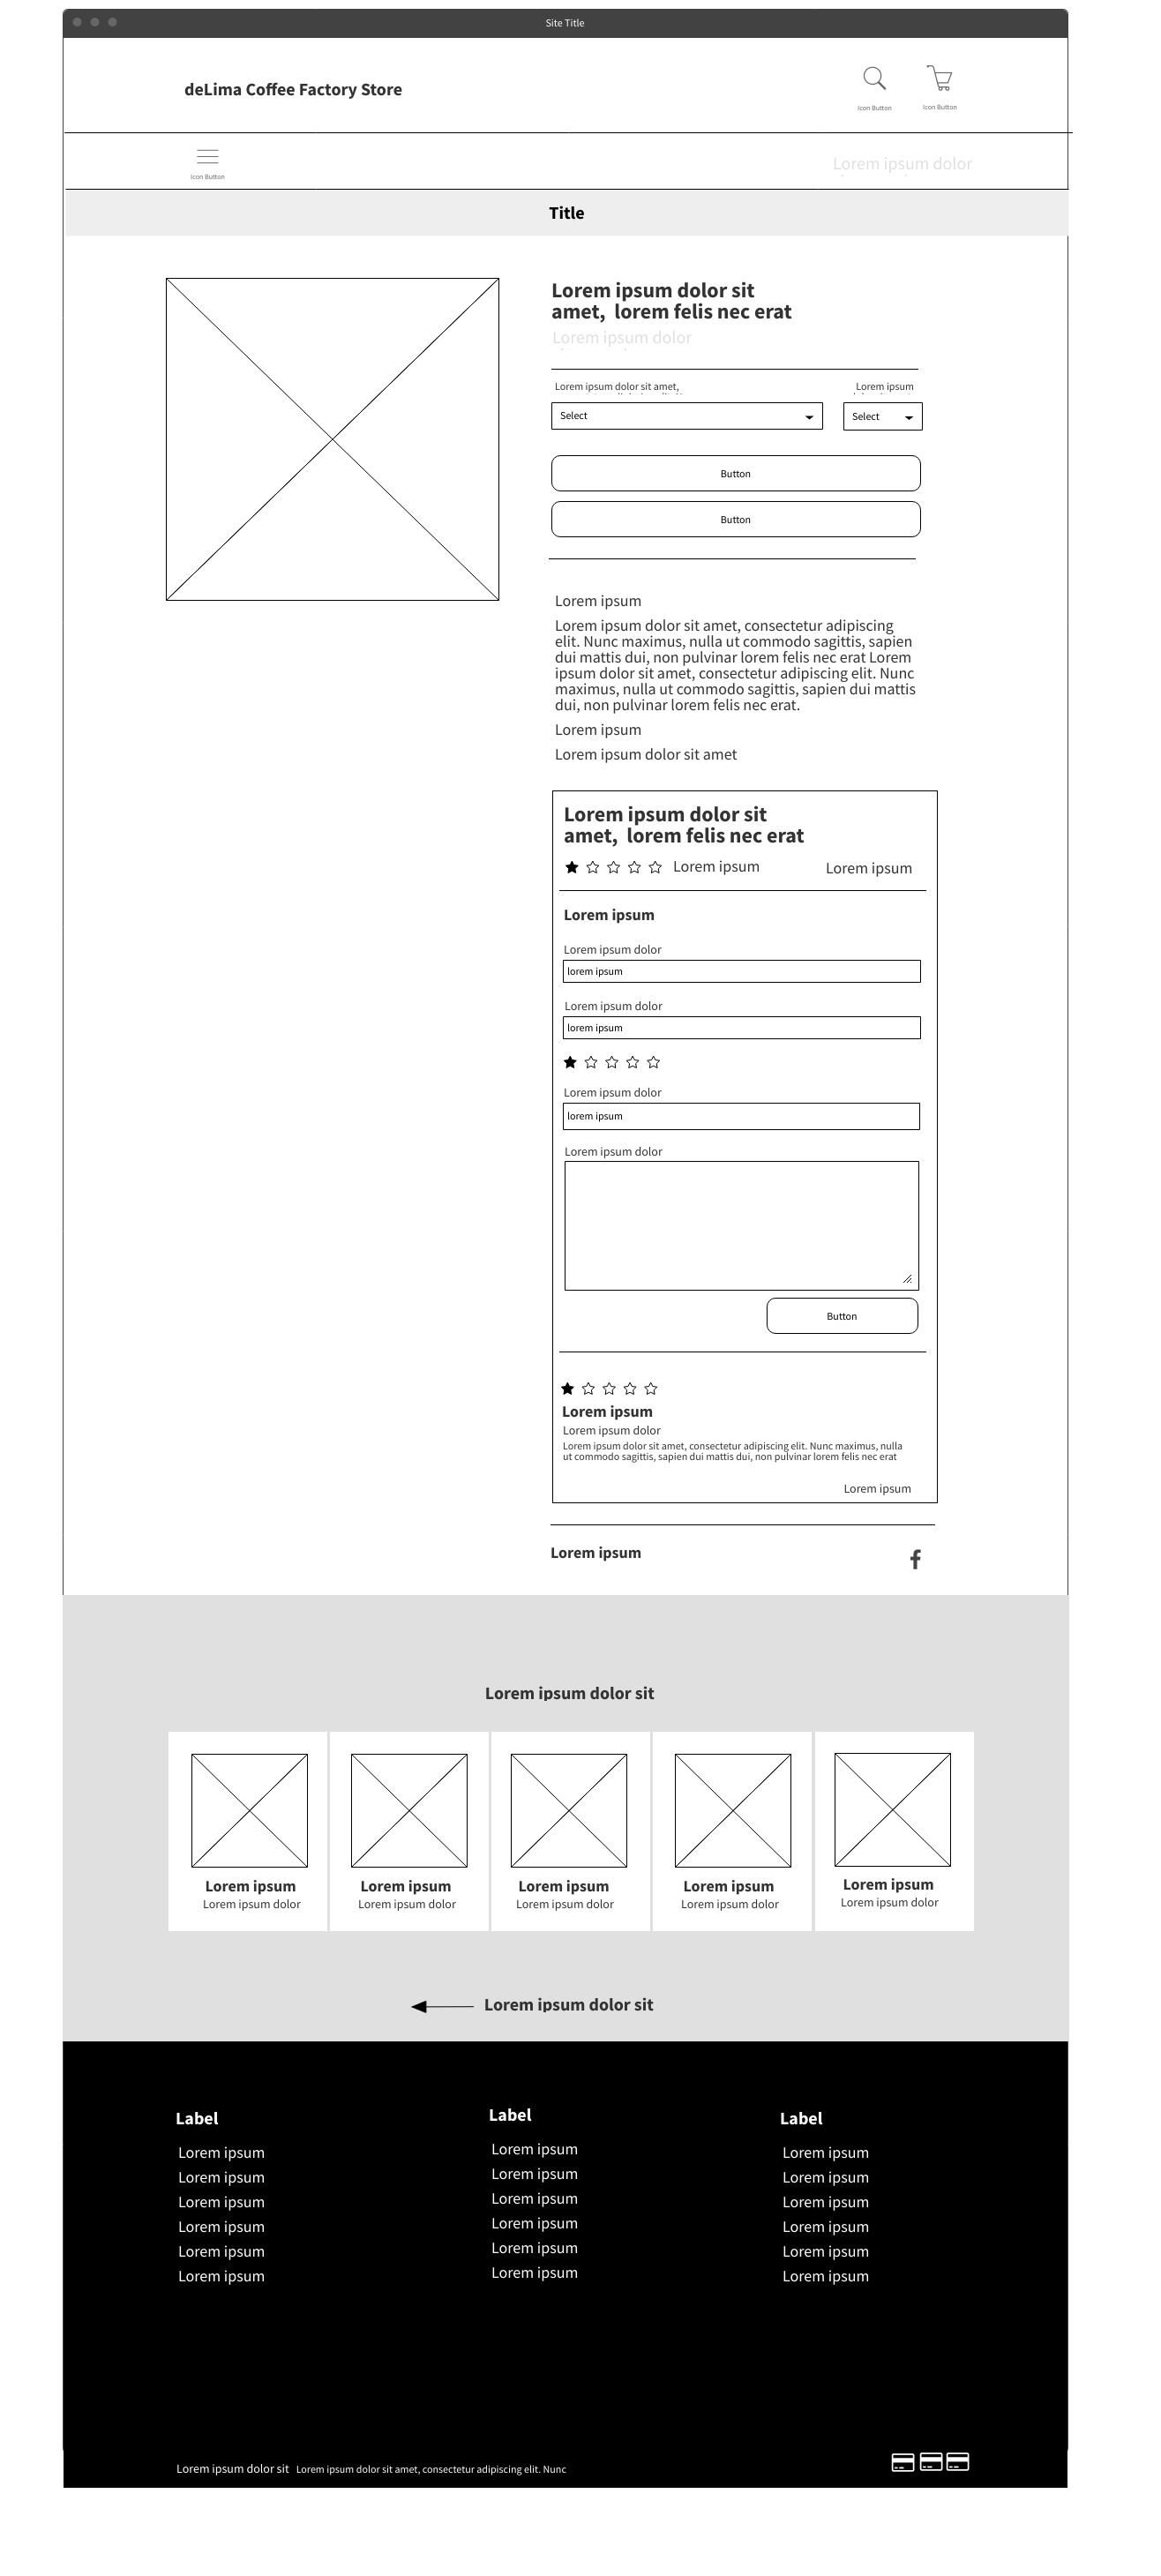 Site Title
deLima Coffee Factory Store
Icon Button
Icon Button
Icon Button
Lorem ipsum dolor
Title
Lorem ipsum dolor sit
amet, lorem felis nec erat
Lorem ipsum dolor
Lorem ipsum dolor sit amet,
Lorem ipsum
Select
Select
Button
Button
Lorem ipsum
Lorem ipsum dolor sit amet, consectetur adipiscing
elit. Nunc maximus, nulla ut commodo sagittis, sapien
dui mattis dui, non pulvinar lorem felis nec erat Lorem
ipsum dolor sit amet, consectetur adipiscing elit. Nunc
maximus, nulla ut commodo sagittis, sapien dui mattis
dui, non pulvinar lorem felis nec erat.
Lorem ipsum
Lorem ipsum dolor sit amet
Lorem ipsum dolor sit
amet, lorem felis nec erat
Lorem ipsum
Lorem ipsum
Lorem ipsum
Lorem ipsum dolor
lorem ipsum
Lorem ipsum dolor
lorem ipsum
Lorem ipsum dolor
lorem ipsum
Lorem ipsum dolor
Button
Lorem ipsum
Lorem ipsum dolor
Lorem ipsum dolor sit amet, consectetur adipiscing elit. Nunc maximus, nulla
ut commodo sagittis, sapien dui mattis dui, non pulvinar lorem felis nec erat
Lorem ipsum
Lorem ipsum
Lorem ipsum dolor sit
Lorem ipsum
Lorem ipsum dolor
Lorem ipsum
Lorem ipsum dolor
Lorem ipsum
Lorem ipsum dolor
Lorem ipsum
Lorem ipsum dolor
Lorem ipsum
Lorem ipsum dolor
Lorem ipsum dolor sit
Label
Lorem ipsum
Lorem ipsum
Lorem ipsum
Lorem ipsum
Lorem ipsum
Lorem ipsum
Label
Lorem ipsum
Lorem ipsum
Lorem ipsum
Lorem ipsum
Lorem ipsum
Lorem ipsum
Label
Lorem ipsum
Lorem ipsum
Lorem ipsum
Lorem ipsum
Lorem ipsum
Lorem ipsum
Lorem ipsum dolor sit
Lorem ipsum dolor sit amet, consectetur adipiscing elit. Nunc